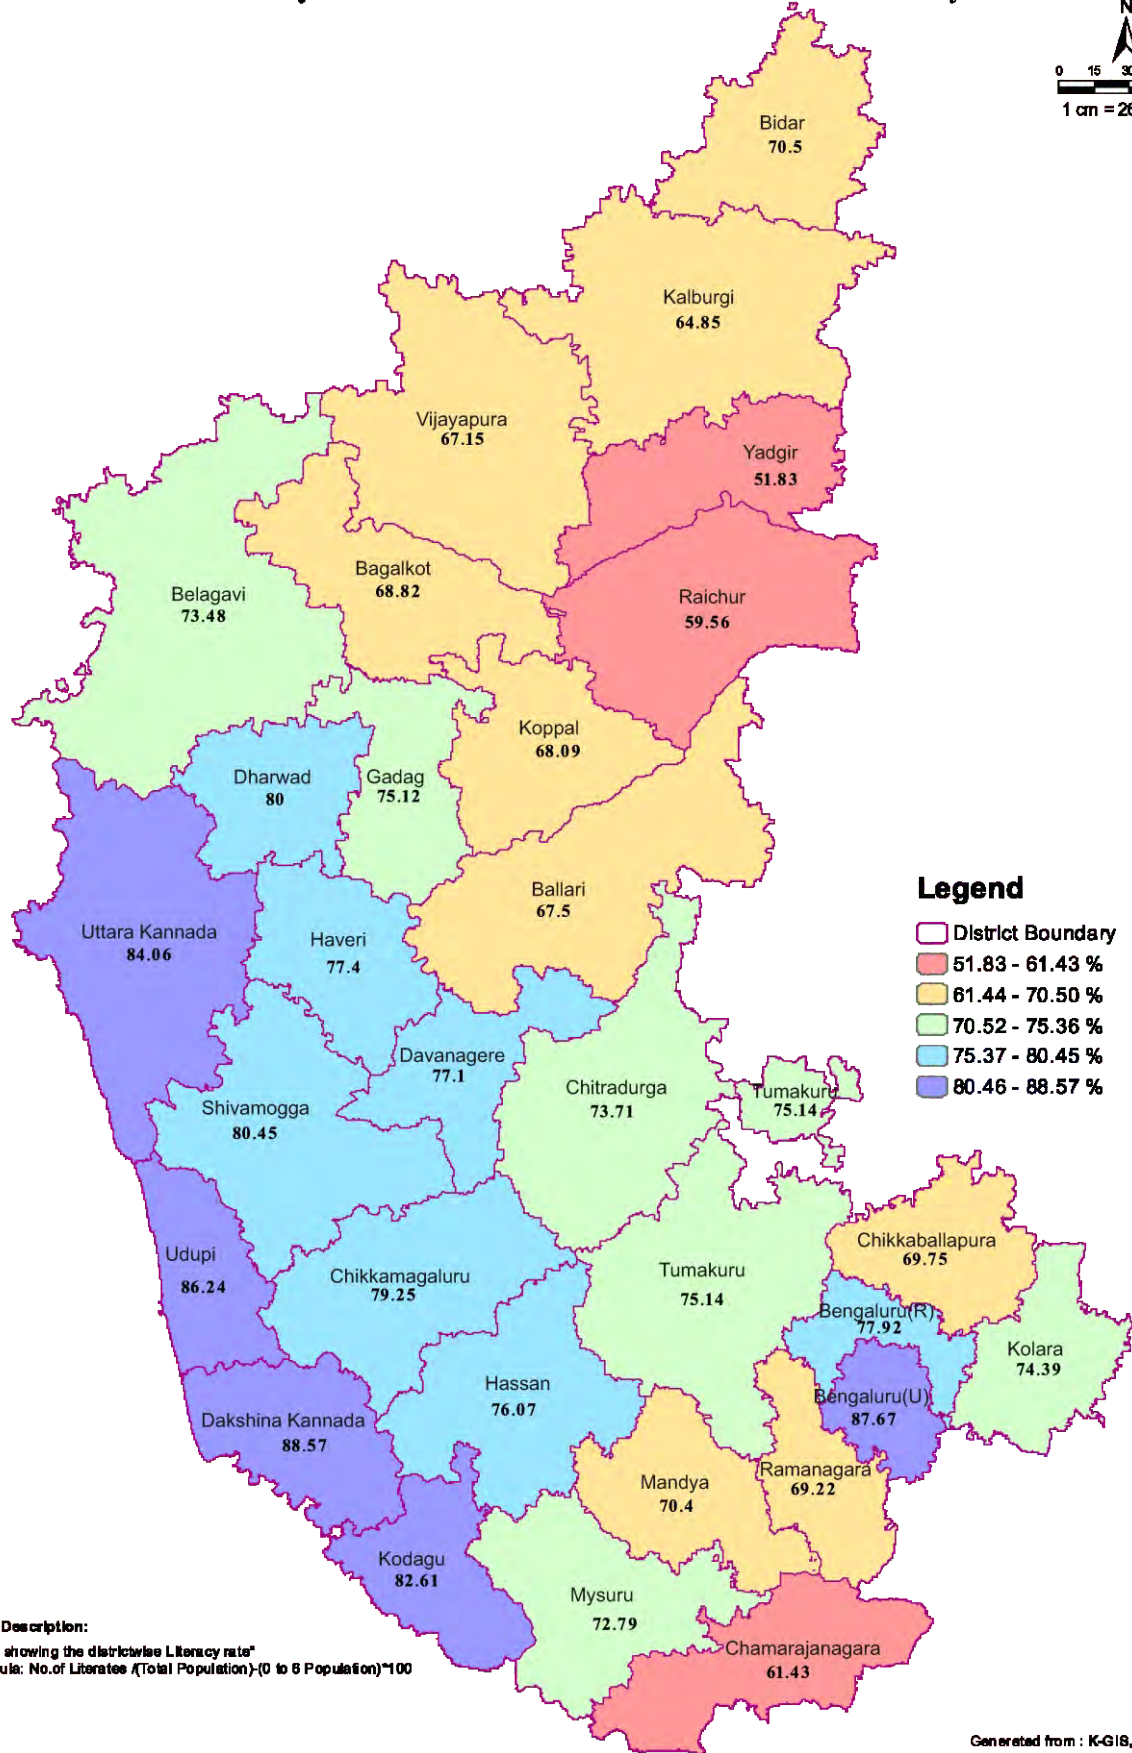 N
0 15 30
1 cm = 26
Bidar
70.5
Kalburgi
64.85
Vijayapura
67.15
Yadgir
51.83
Bagalkot
68.82
Belagavi
73.48
Raichur
59.56
Koppal
68.09
Dharwad
80
Gadag
75.12
Ballari
67.5
Uttara Kannada
84.06
Haveri
77.4
Legend
District Boundary
51.83 - 61.43 %
61.44 - 70.50 %
70.52 - 75.36 %
75.37 - 80.45 %
80.46 - 88.57 %
Davanagere
77.1
Chitradurga
73.71
Tumakuru
75.14
Shivamogga
80.45
Udupi
86.24
Chikkamagaluru
79.25
Tumakuru
75.14
Chikkaballapura
69.75
Bengaluru(R)
77.92
Kolara
74.39
Hassan
76.07
Bengaluru(U)
87.67
Dakshina Kannada
88.57
Mandya
70.4
Ramanagara
69.22
Kodagu
82.61
Mysuru
72.79
Chamarajanagara
61.43
Description:
showing the districtwise Literacy rate"
ula: No.of Literates /(Total Population)-(0 to 6 Population)*100
Generated from : K-GIS,